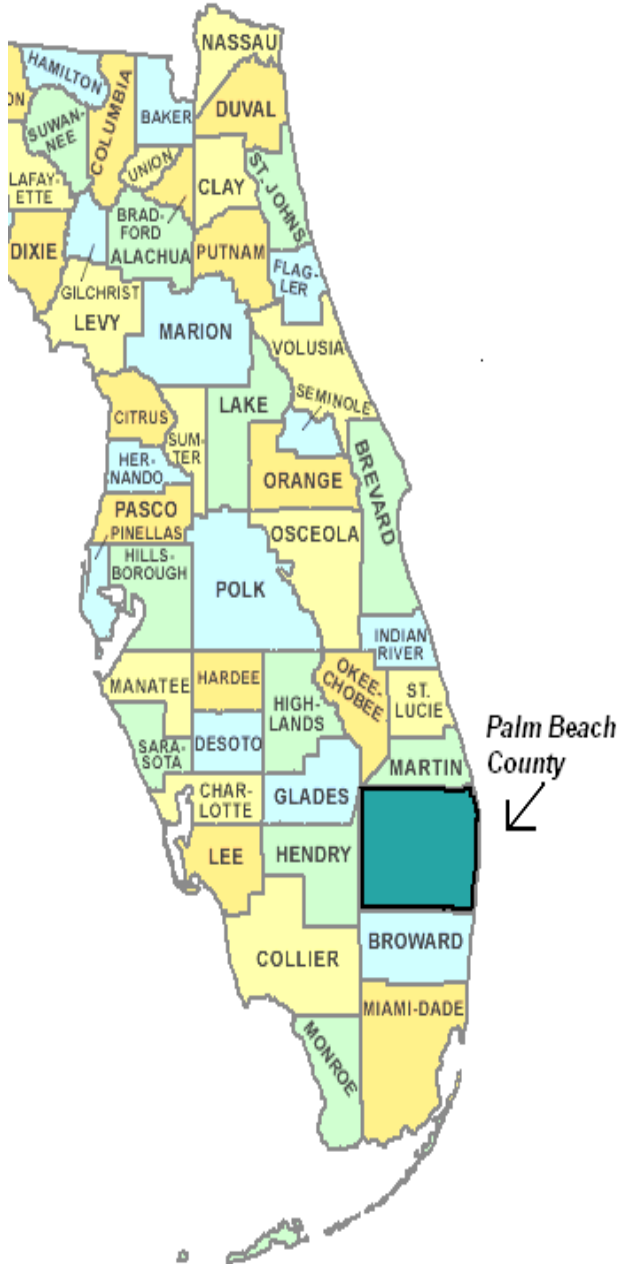 NASSAU
HAMILTON
COLUMBIA
BAKER
DUVAL
ON
SUWAN-
NEE
UNION
CLAY
ST. JOHNS
LAFAY-
ETTE
BRAD-
FORD
DIXIE
ALACHUA
PUTNAM
FLAG-
LER
GILCHRIST
LEVY
MARION
VOLUSIA
SEMINOLE
CITRUS
LAKE
SUM-
TER
HER-
NANDO
ORANGE
BREVARD
PASCO
PINELLAS
OSCEOLA
HILLS-
BOROUGH
POLK
INDIAN
RIVER
MANATEE
HARDEE
HIGH-
LANDS
OKEE-
CHOBEE
ST.
LUCIE
Palm Beach
County
SARA-
SOTA
DESOTO
MARTIN
CHAR-
LOTTE
GLADES
LEE
HENDRY
BROWARD
COLLIER
MIAMI-DADE
MONROE